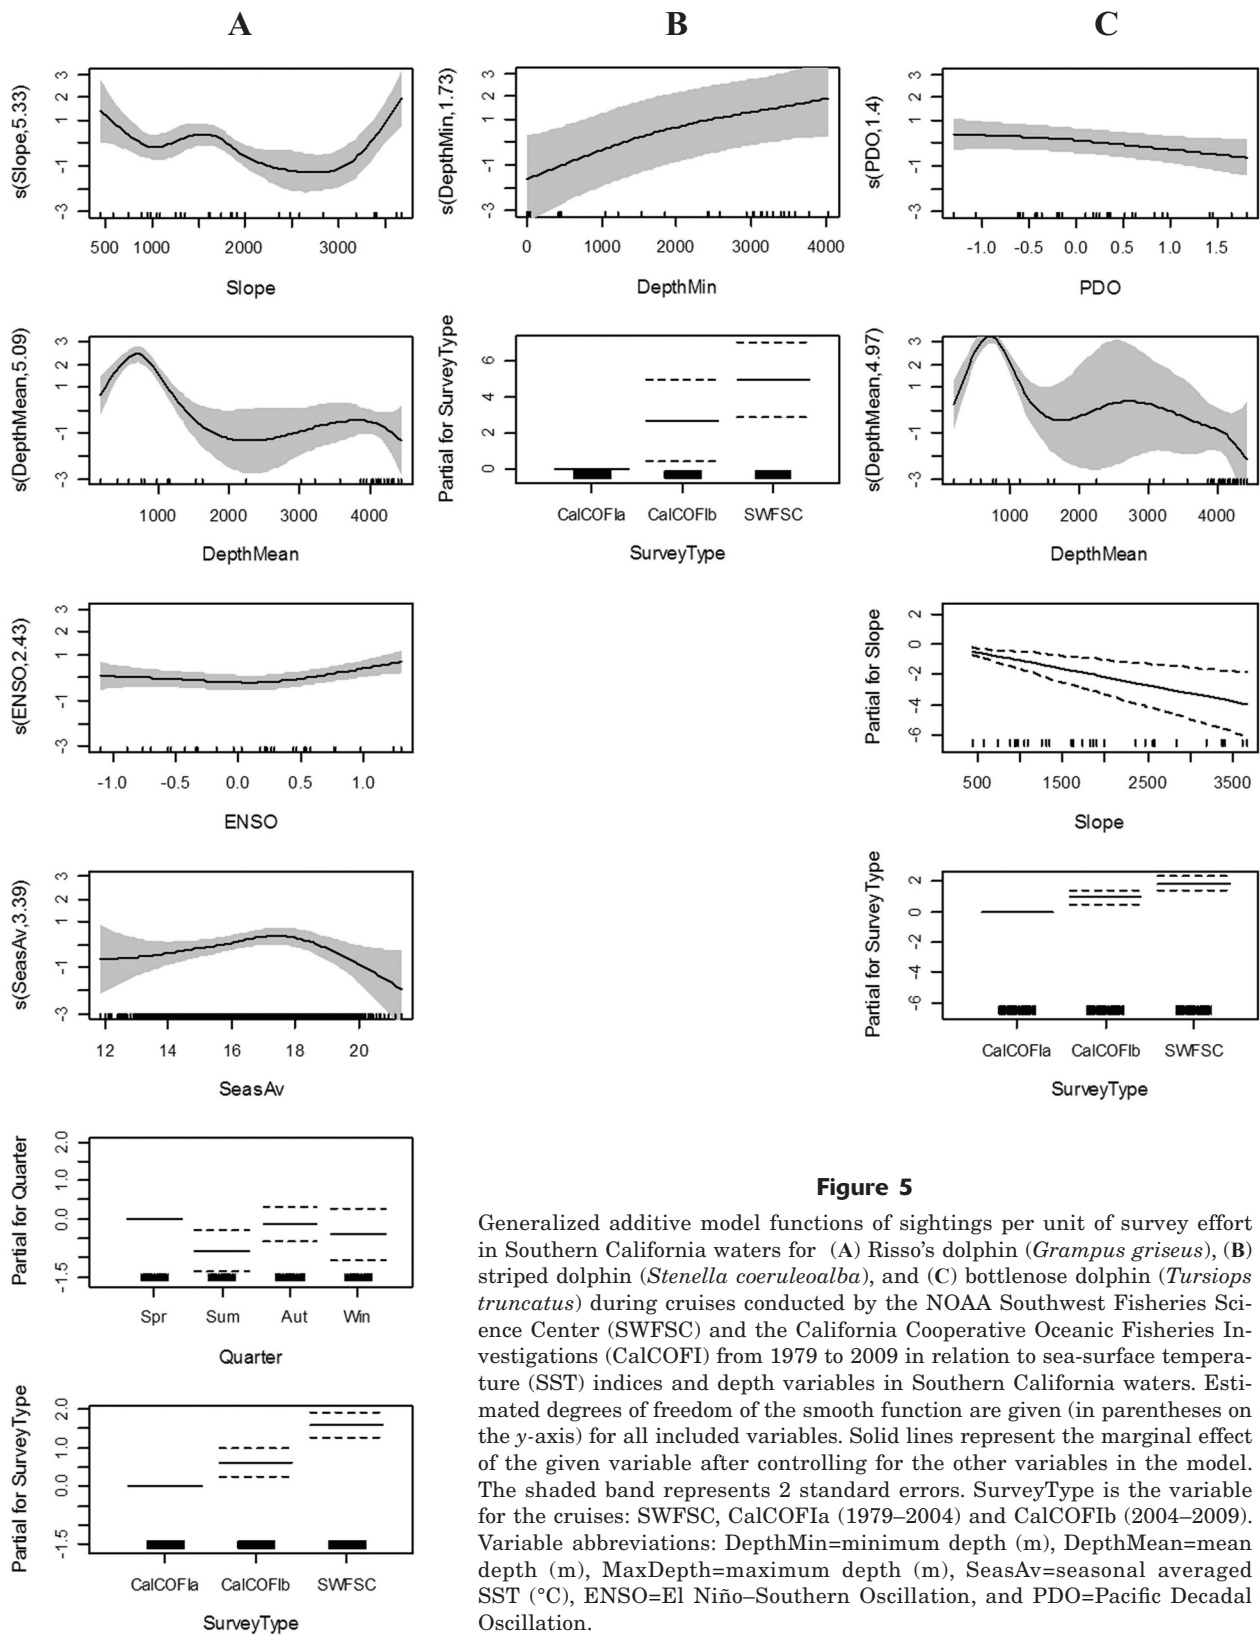 A
B
C
s(Slope,5.33)
3
2
1
-1
-3
500 1000 2000 3000
Slope
s(DepthMin,1.73)
3
2
1
-1
-3
0 1000 2000 3000 4000
DepthMin
s(PDO,1.4)
3
2
1
-1
-3
-1.0 -0.5 0.0 0.5 1.0 1.5
PDO
s(DepthMean,5.09)
3
2
1
-1
-3
1000 2000 3000 4000
DepthMean
Partial for SurveyType
6
4
2
0
CalCOFIa CalCOFIb SWFSC
SurveyType
s(DepthMean,4.97)
3
2
1
-1
-3
1000 2000 3000 4000
DepthMean
s(ENSO,2.43)
3
2
1
-1
-3
-1.0 -0.5 0.0 0.5 1.0
ENSO
Partial for Slope
2
0
-2
-4
-6
500 1500 2500 3500
Slope
s(SeasAv,3.39)
3
2
1
-1
-3
12 14 16 18 20
SeasAv
Partial for SurveyType
2
0
-2
-4
-6
CalCOFIa CalCOFIb SWFSC
SurveyType
Partial for Quarter
2.0
1.0
0.0
-1.5
Spr Sum Aut Win
Quarter
Partial for SurveyType
2.0
1.0
0.0
-1.5
CalCOFIa CalCOFIb SWFSC
SurveyType
Figure 5
Generalized additive model functions of sightings per unit of survey effort
in Southern California waters for (A) Risso's dolphin (Grampus griseus), (B)
striped dolphin (Stenella coeruleoalba), and (C) bottlenose dolphin (Tursiops
truncatus) during cruises conducted by the NOAA Southwest Fisheries Sci-
ence Center (SWFSC) and the California Cooperative Oceanic Fisheries In-
vestigations (CalCOFI) from 1979 to 2009 in relation to sea-surface tempera-
ture (SST) indices and depth variables in Southern California waters. Esti-
mated degrees of freedom of the smooth function are given (in parentheses on
the y-axis) for all included variables. Solid lines represent the marginal effect
of the given variable after controlling for the other variables in the model.
The shaded band represents 2 standard errors. SurveyType is the variable
for the cruises: SWFSC, CalCOFIa (1979–2004) and CalCOFIb (2004–2009).
Variable abbreviations: DepthMin=minimum depth (m), DepthMean=mean
depth (m), MaxDepth=maximum depth (m), SeasAv=seasonal averaged
SST (°C), ENSO=El Niño–Southern Oscillation, and PDO=Pacific Decadal
Oscillation.